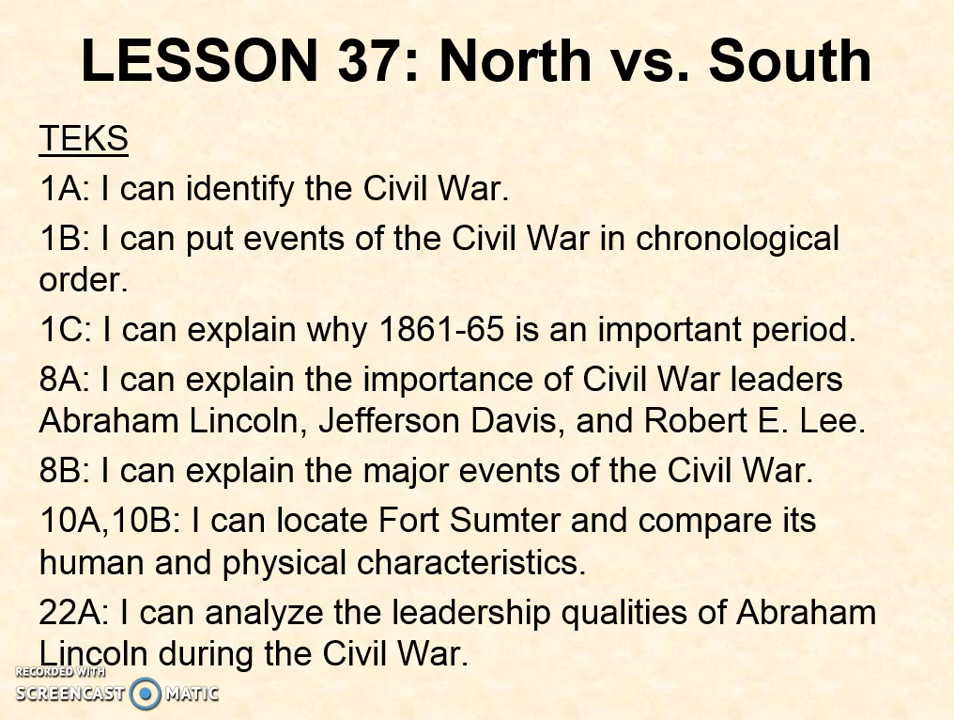 LESSON 37: North vs. South
TEKS
1A: I can identify the Civil War.
1B: I can put events of the Civil War in chronological
order.
1C: I can explain why 1861-65 is an important period.
8A: I can explain the importance of Civil War leaders
Abraham Lincoln, Jefferson Davis, and Robert E. Lee.
8B: I can explain the major events of the Civil War.
10A,10B: I can locate Fort Sumter and compare its
human and physical characteristics.
22A: I can analyze the leadership qualities of Abraham
Lincoln during the Civil War.
RECORDED WITH
SCREENCAST MATIC